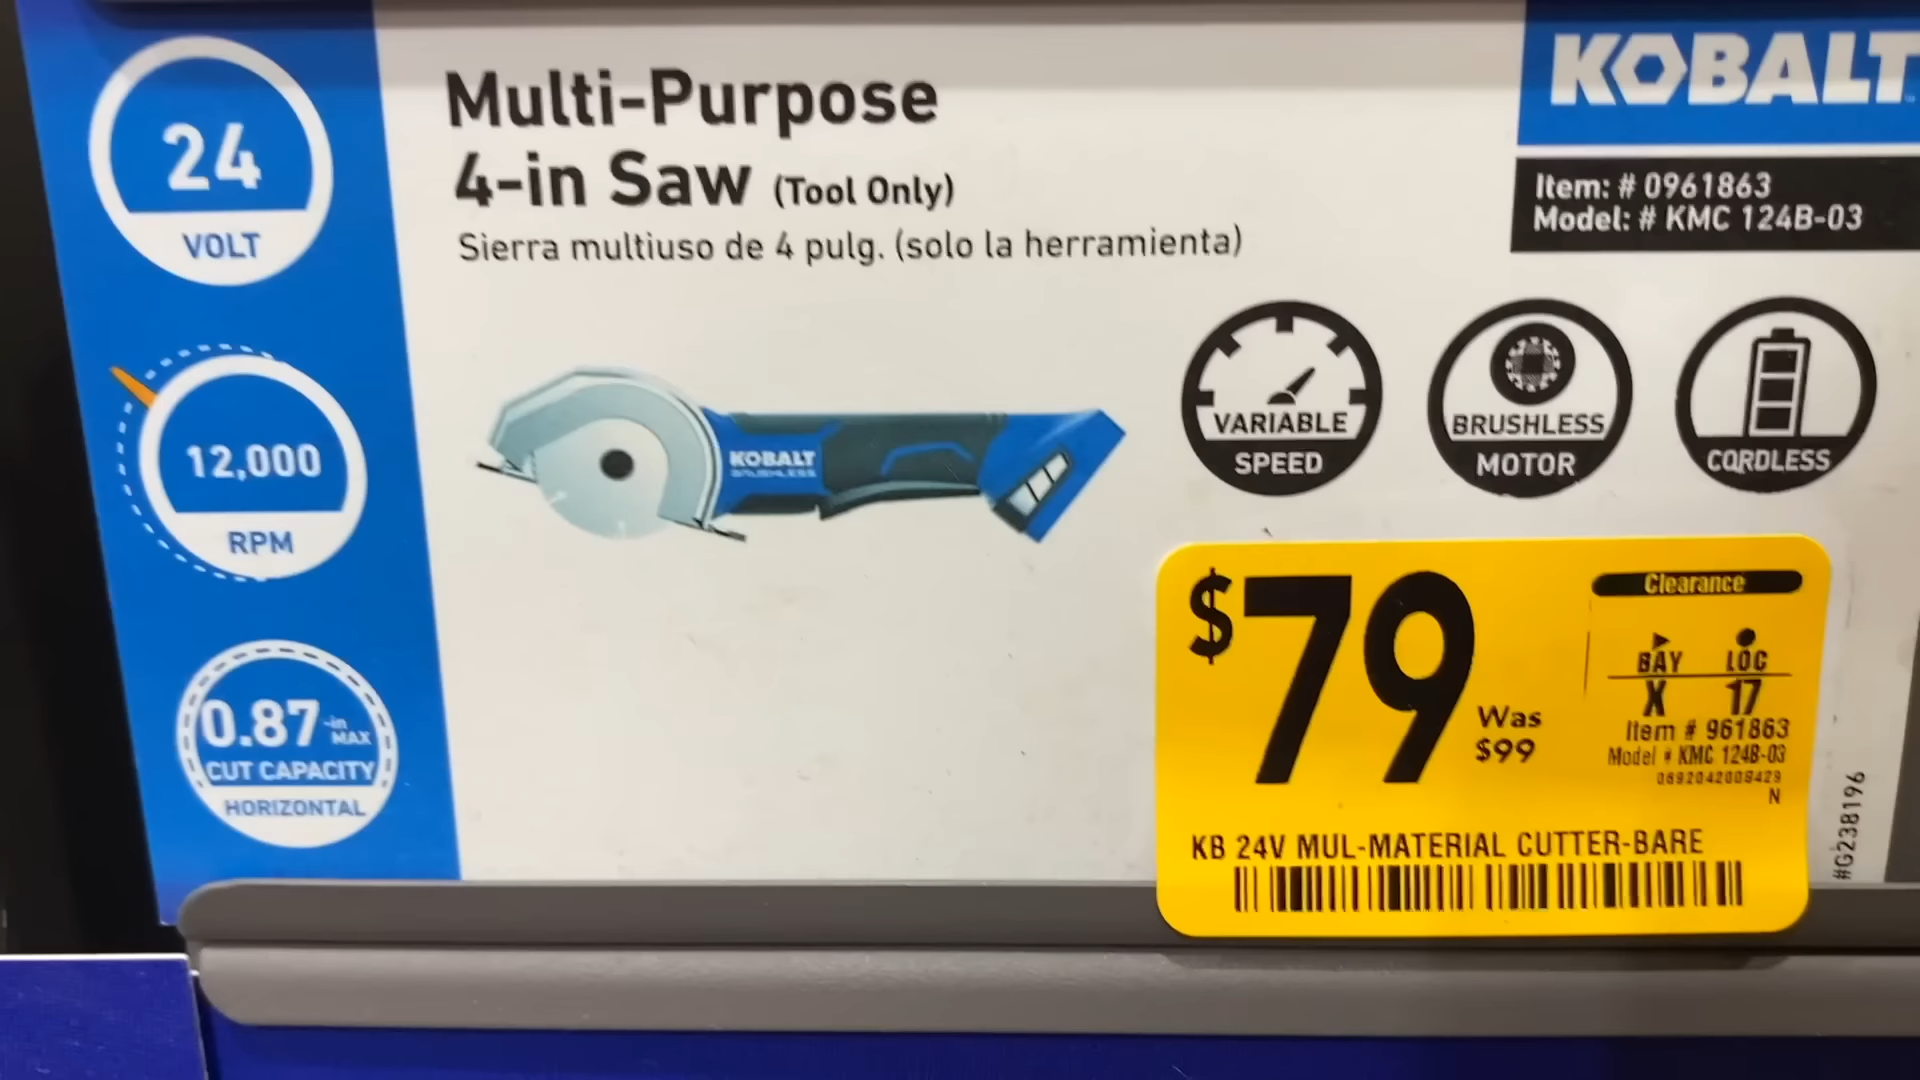 24
VOLT
12,000
RPM
0.87-in
MAX
CUT CAPACITY
HORIZONTAL
Multi-Purpose
4-in Saw (Tool Only)
Sierra multiuso de 4 pulg. (solo la herramienta)
KOBALT
BRUSHLESS
KOBALT
Item: # 0961863
Model: # KMC 124B-03
VARIABLE
SPEED
BRUSHLESS
MOTOR
CORDLESS
$79
Was
$99
Clearance
BAY LOC
X 17
Item # 961863
Model # KMC 124B-03
0692042008429
N
KB 24V MUL-MATERIAL CUTTER-BARE
#G238196